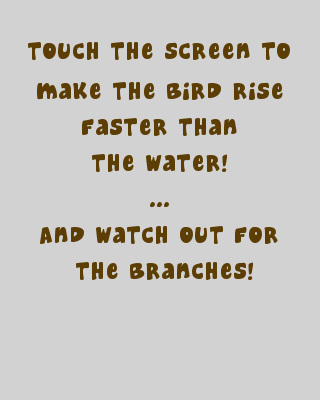 Touch the screen to
make the bird rise
faster than
the water!
...
And watch out for
the branches!